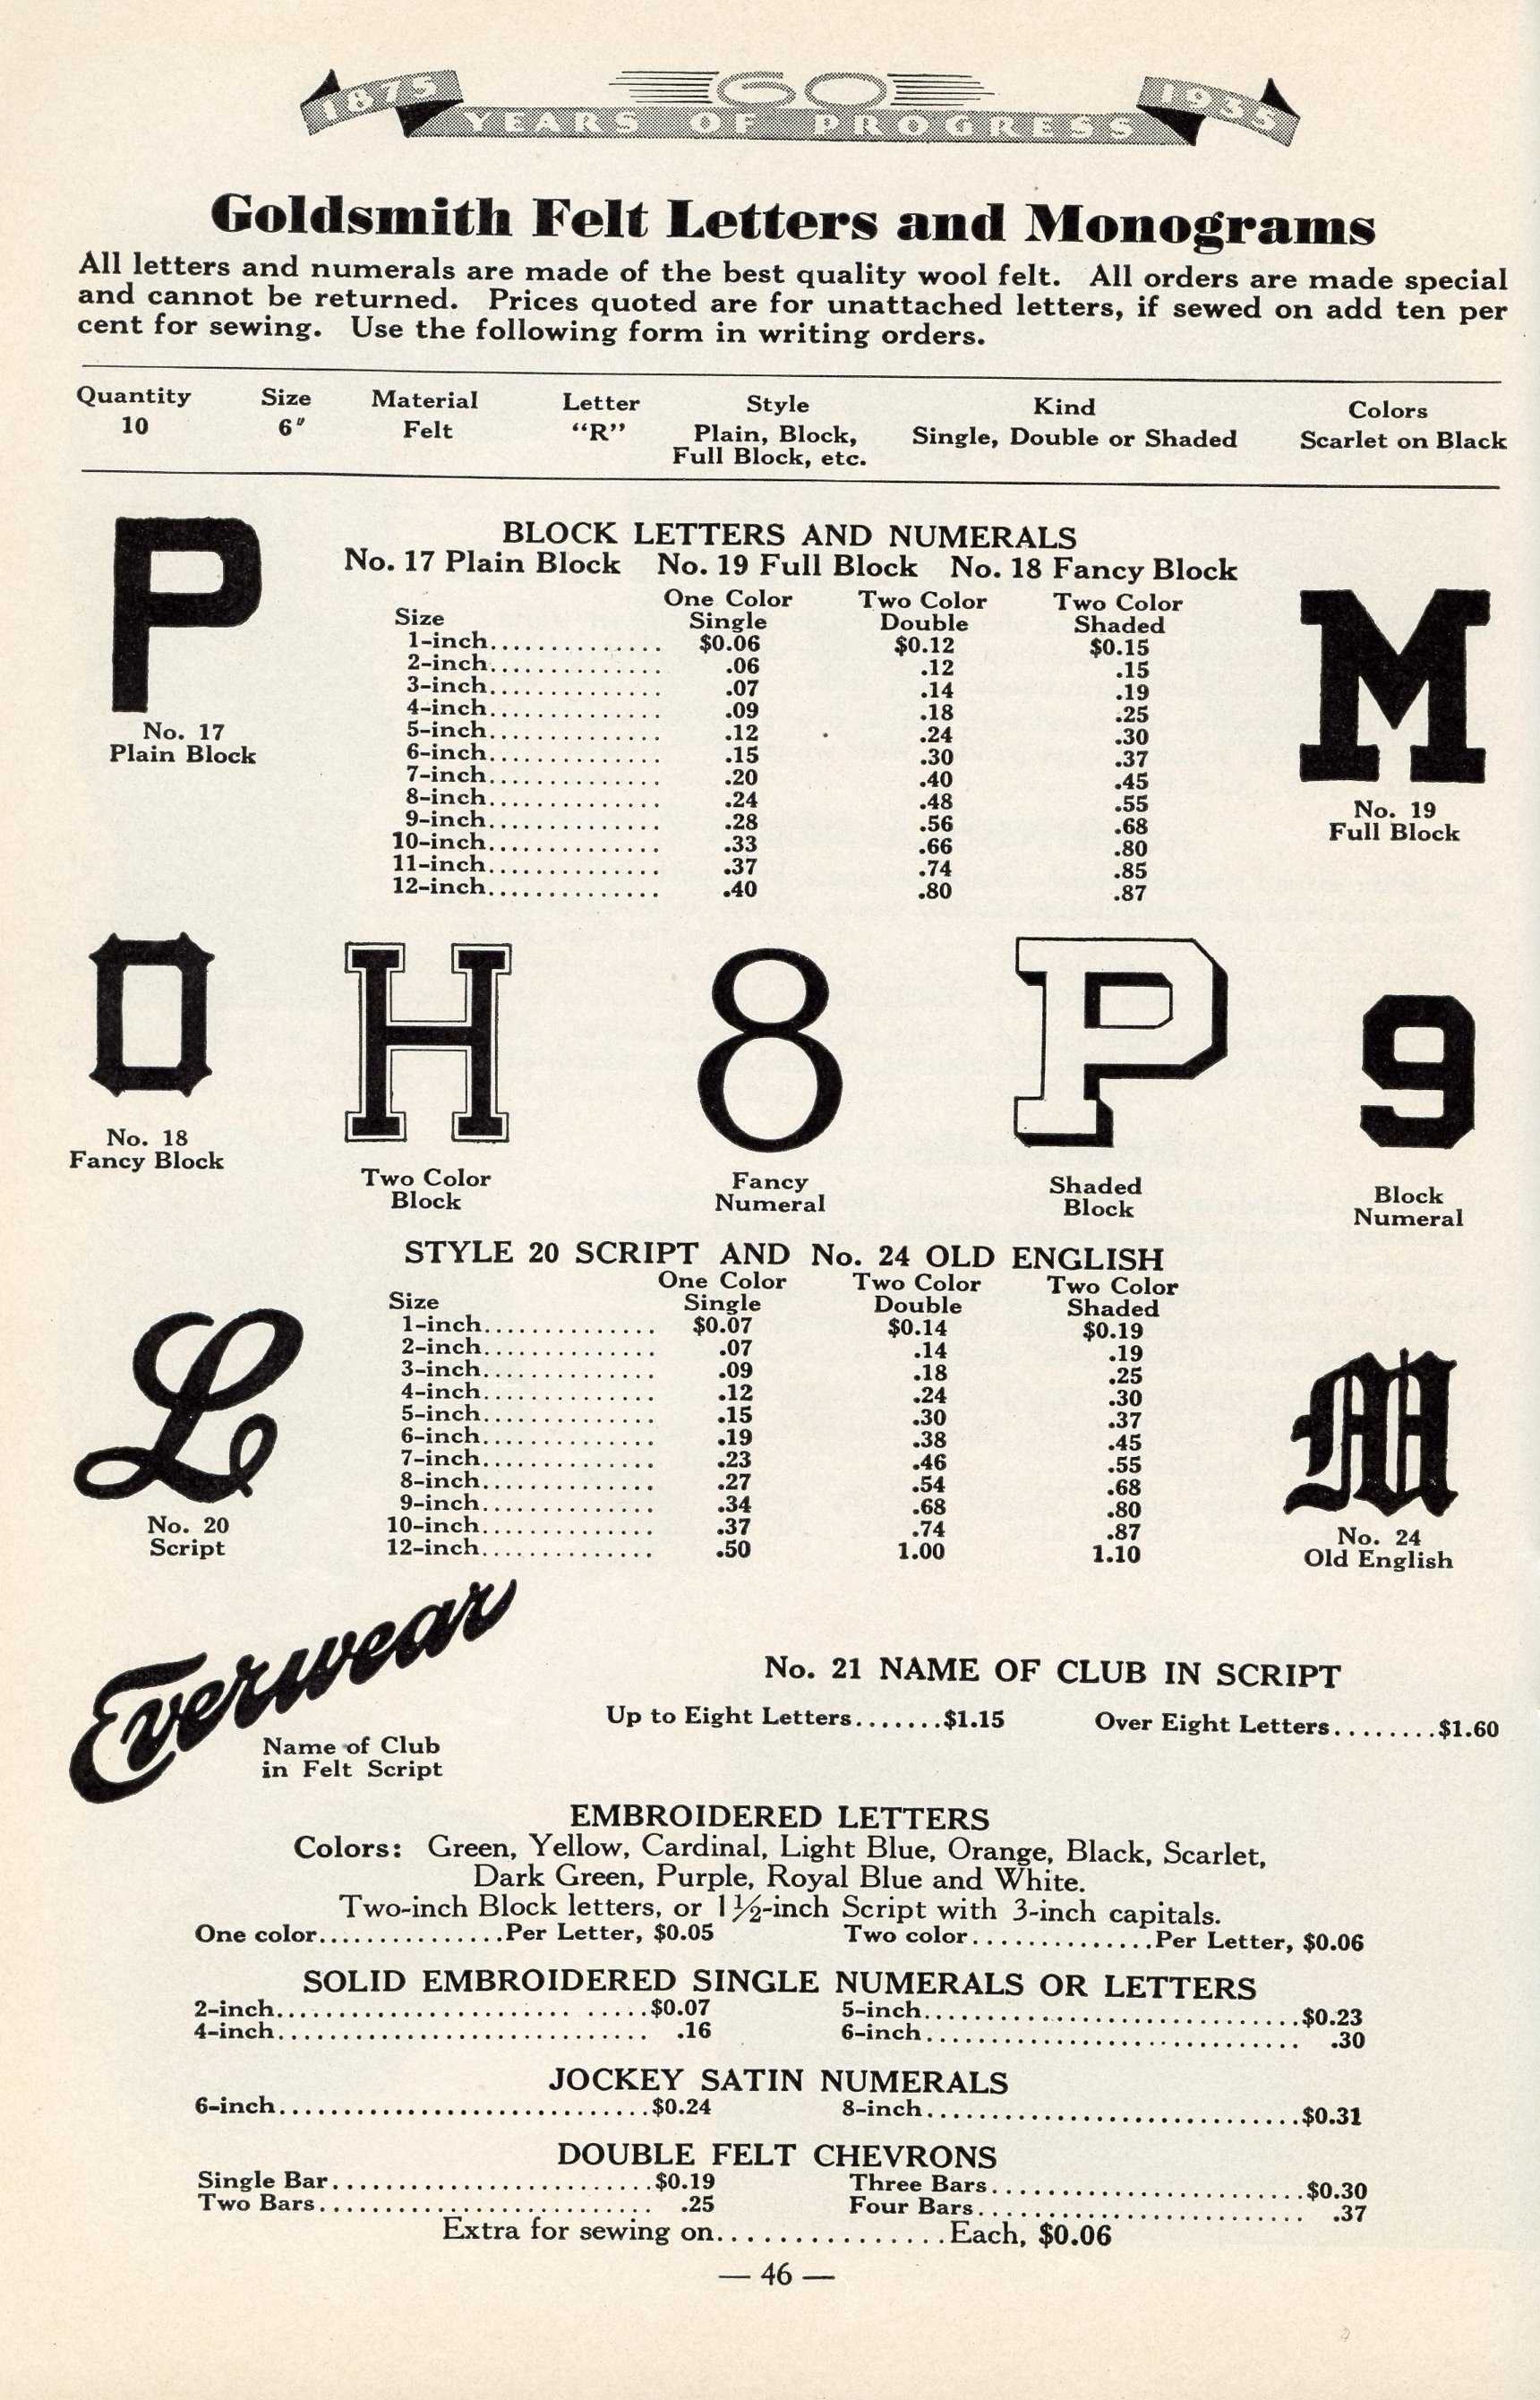 1875 60 1935
YEARS OF PROGRESS
Goldsmith Felt Letters and Monograms
All letters and numerals are made of the best quality wool felt. All orders are made special
and cannot be returned. Prices quoted are for unattached letters, if sewed on add ten per
cent for sewing. Use the following form in writing orders.
Quantity Size Material Letter Style Kind Colors
10 6" Felt "R" Plain, Block, Single, Double or Shaded Scarlet on Black
Full Block, etc.
P
No. 17
Plain Block
BLOCK LETTERS AND NUMERALS
No. 17 Plain Block No. 19 Full Block No. 18 Fancy Block
One Color Two Color Two Color
Size Single Double Shaded
1-inch.............. $0.06 $0.12 $0.15
2-inch.............. .06 .12 .15
3-inch.............. .07 .14 .19
4-inch.............. .09 .18 .25
5-inch.............. .12 .24 .30
6-inch.............. .15 .30 .37
7-inch.............. .20 .40 .45
8-inch.............. .24 .48 .55
9-inch.............. .28 .56 .68
10-inch.............. .33 .66 .80
11-inch.............. .37 .74 .85
12-inch.............. .40 .80 .87
M
No. 19
Full Block
O H 8 P 9
No. 18
Fancy Block
Two Color
Block
Fancy
Numeral
Shaded
Block
Block
Numeral
STYLE 20 SCRIPT AND No. 24 OLD ENGLISH
One Color Two Color Two Color
Size Single Double Shaded
1-inch.............. $0.07 $0.14 $0.19
2-inch.............. .07 .14 .19
3-inch.............. .09 .18 .25
4-inch.............. .12 .24 .30
5-inch.............. .15 .30 .37
6-inch.............. .19 .38 .45
7-inch.............. .23 .46 .55
8-inch.............. .27 .54 .68
9-inch.............. .34 .68 .80
10-inch.............. .37 .74 .87
12-inch.............. .50 1.00 1.10
L
No. 20
Script
M
No. 24
Old English
Everwear
Name of Club
in Felt Script
No. 21 NAME OF CLUB IN SCRIPT
Up to Eight Letters.......$1.15 Over Eight Letters........$1.60
EMBROIDERED LETTERS
Colors: Green, Yellow, Cardinal, Light Blue, Orange, Black, Scarlet,
Dark Green, Purple, Royal Blue and White.
Two-inch Block letters, or 1½-inch Script with 3-inch capitals.
One color...............Per Letter, $0.05 Two color..............Per Letter, $0.06
SOLID EMBROIDERED SINGLE NUMERALS OR LETTERS
2-inch............................$0.07 5-inch.............................$0.23
4-inch............................ .16 6-inch............................. .30
JOCKEY SATIN NUMERALS
6-inch.............................$0.24 8-inch.............................$0.31
DOUBLE FELT CHEVRONS
Single Bar.........................$0.19 Three Bars........................$0.30
Two Bars.......................... .25 Four Bars......................... .37
Extra for sewing on...............Each, $0.06
— 46 —